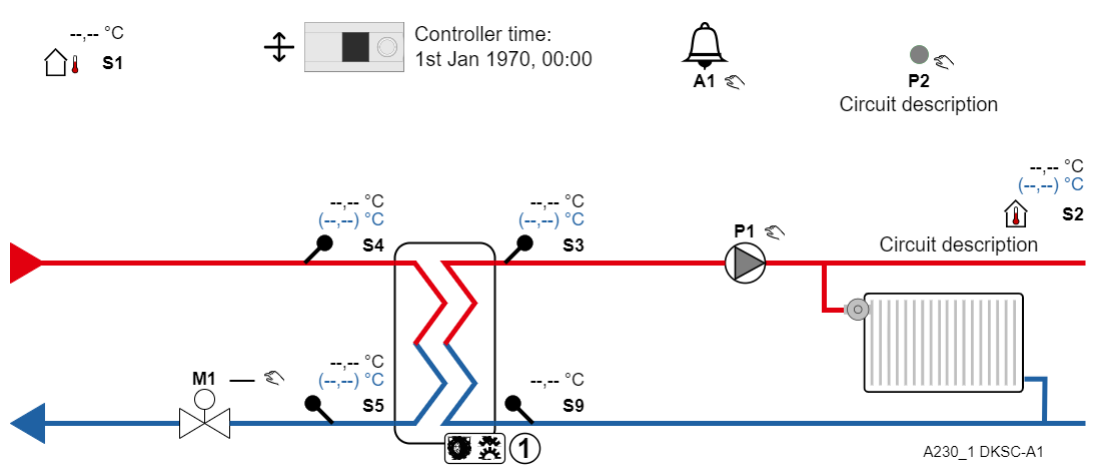 --,-- °C
S1
Controller time:
1st Jan 1970, 00:00
A1
P2
Circuit description
--,-- °C
(--,--) °C
S2
Circuit description
--,-- °C
(--,--) °C
S4
--,-- °C
(--,--) °C
S3
P1
M1
--,-- °C
(--,--) °C
S5
--,-- °C
S9
1
A230_1 DKSC-A1